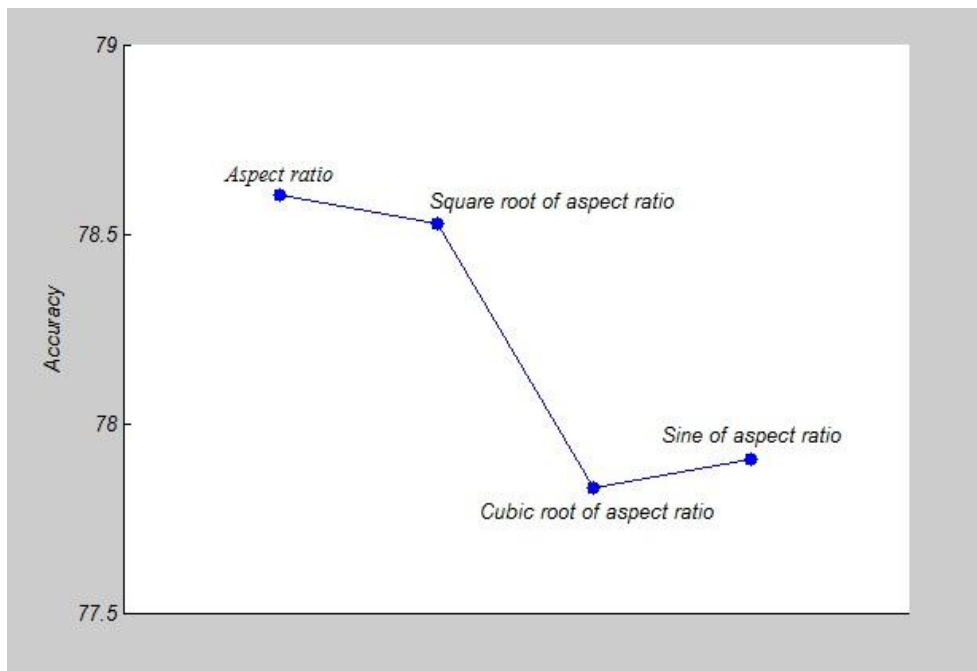 79
Aspect ratio
Square root of aspect ratio
78.5
Accuracy
78
Sine of aspect ratio
Cubic root of aspect ratio
77.5